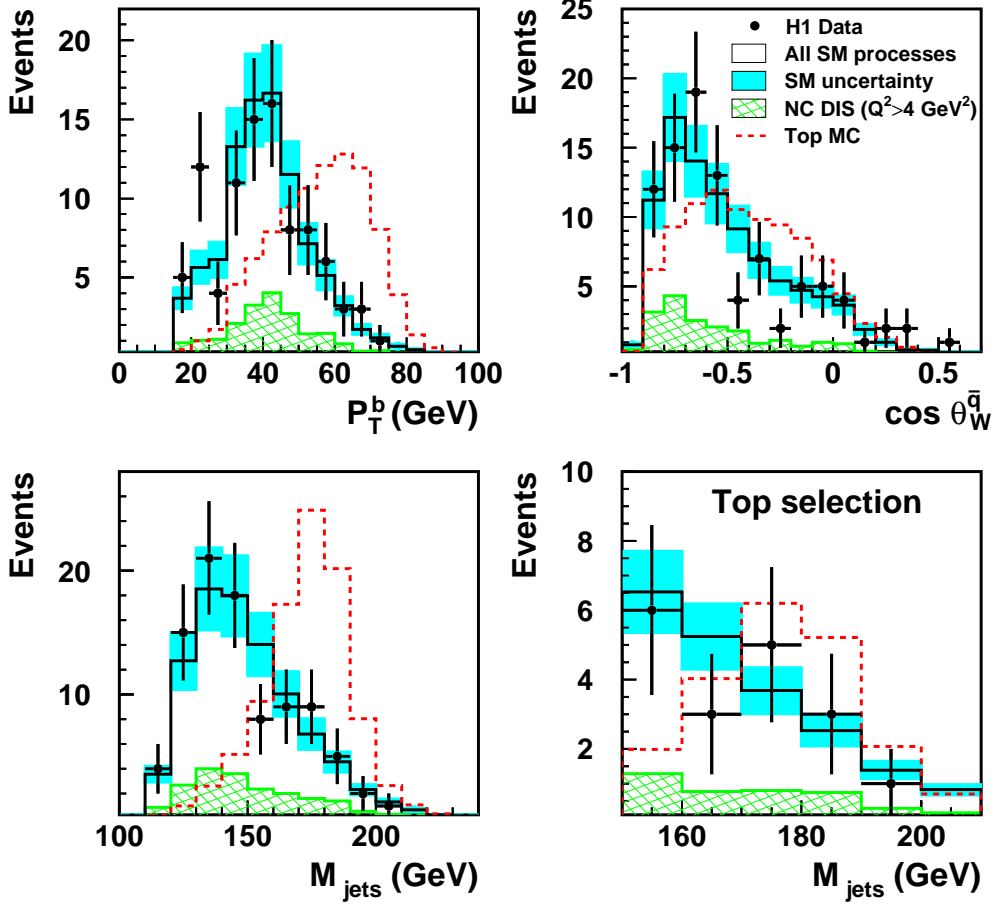 Events
20
15
10
5
0 20 40 60 80 100
P_T^b (GeV)
Events
25
20
15
10
5
-1 -0.5 0 0.5
cos θ_W^q̄
H1 Data
All SM processes
SM uncertainty
NC DIS (Q²>4 GeV²)
Top MC
Events
20
10
100 150 200
M_jets (GeV)
Events
10
8
6
4
2
160 180 200
M_jets (GeV)
Top selection